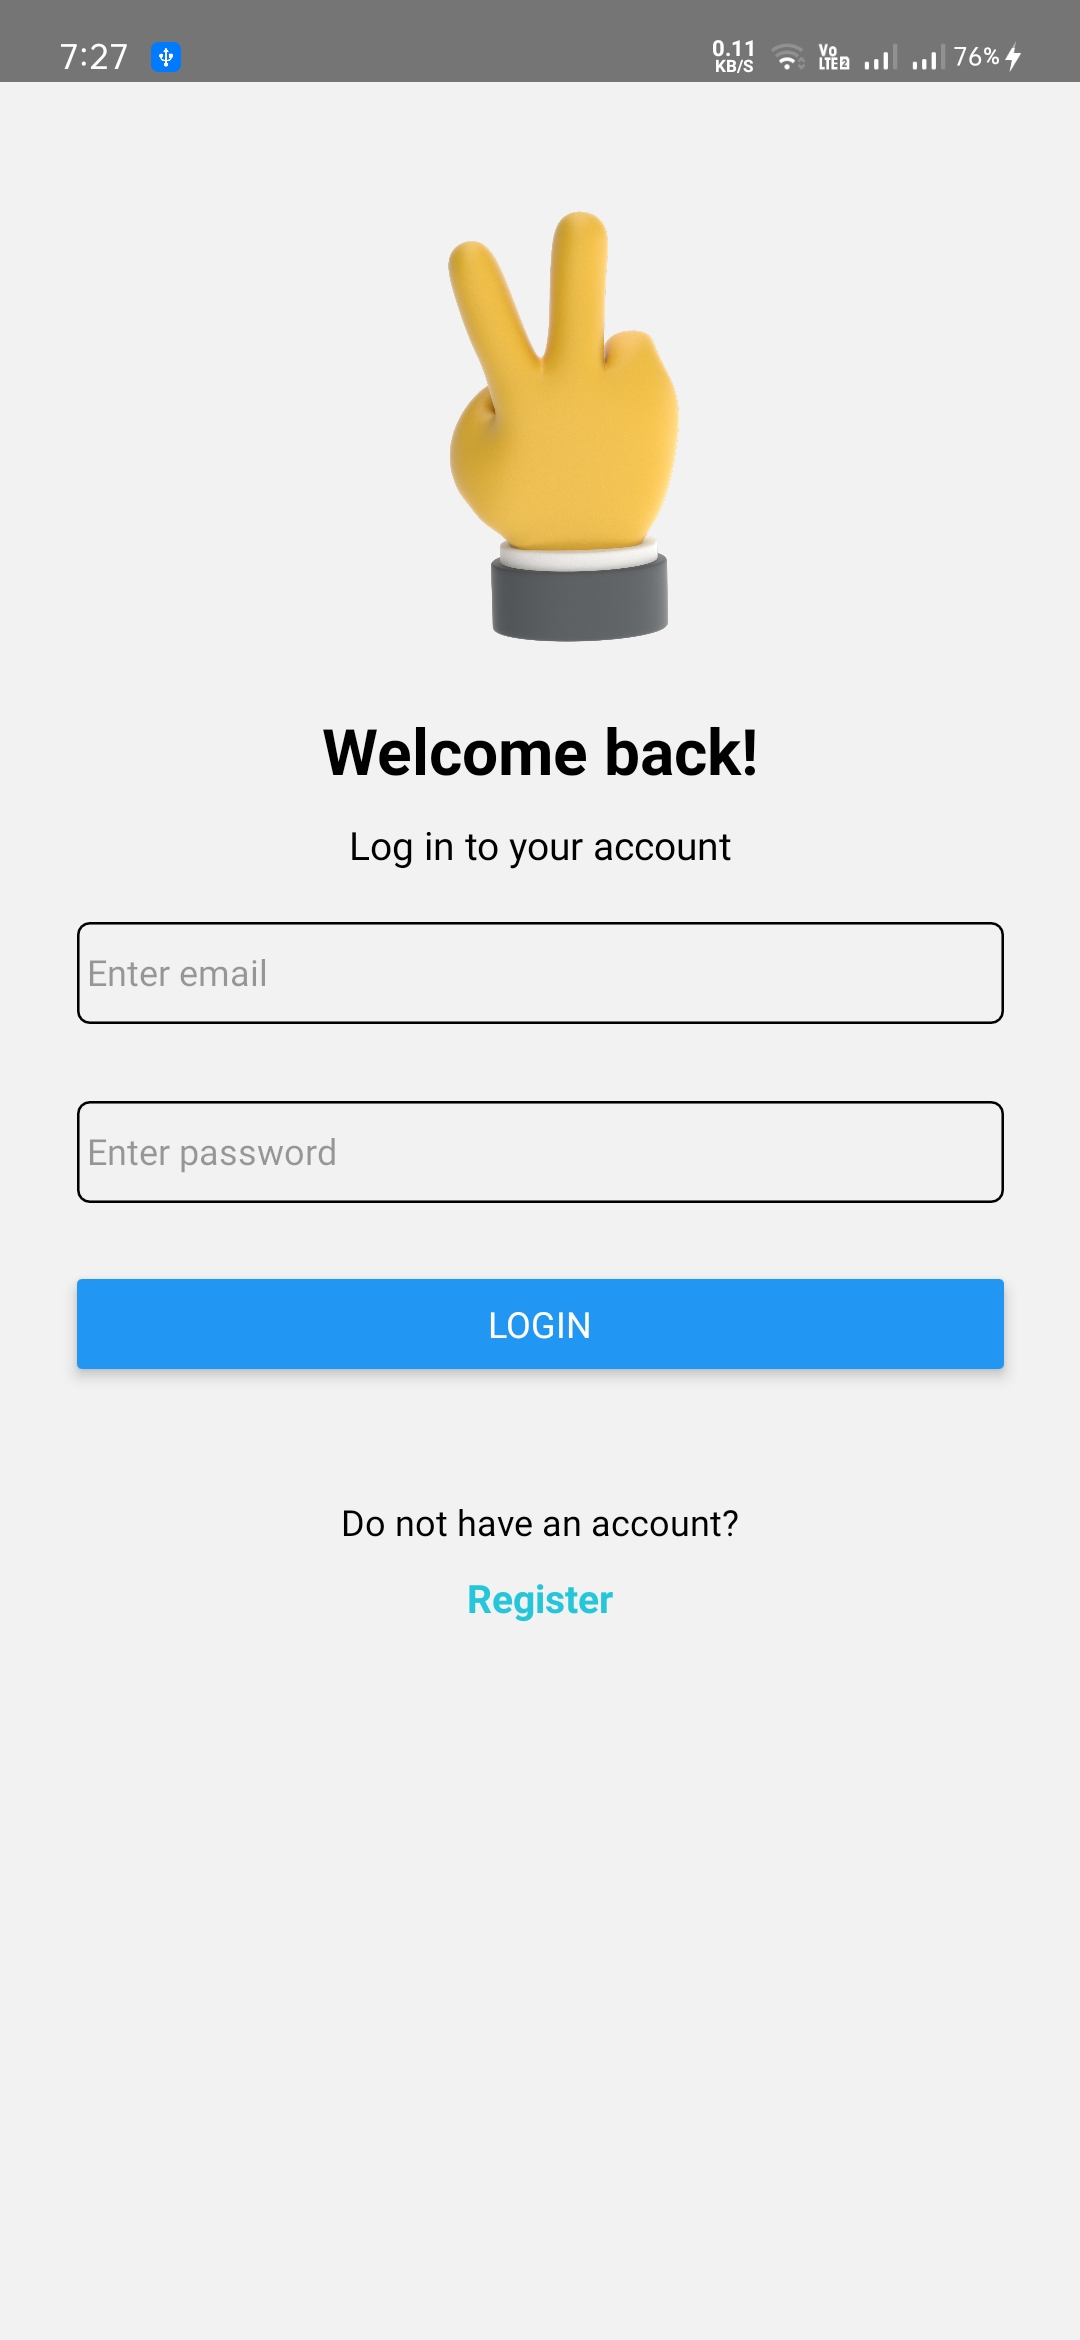 7:27
0.11
KB/S
Vo
LTE2
76%
Welcome back!
Log in to your account
Enter email
Enter password
LOGIN
Do not have an account?
Register